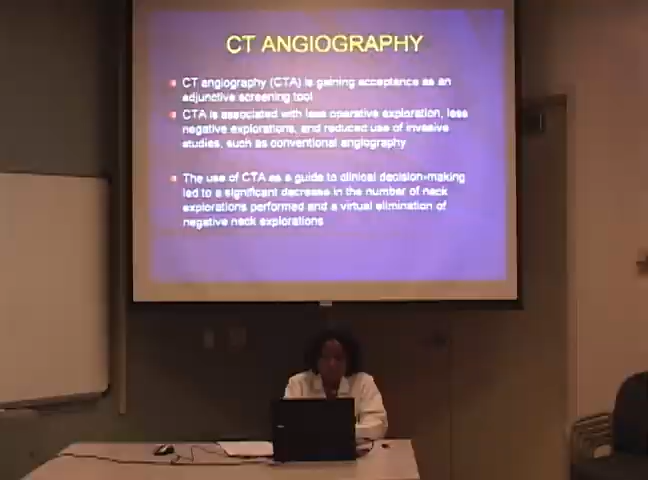 CT ANGIOGRAPHY
CT angiography (CTA) is gaining acceptance as an
adjunctive screening tool
CTA is associated with less operative exploration, less
negative explorations, and reduced use of invasive
studies, such as conventional angiography
The use of CTA as a guide to clinical decision-making
led to a significant decrease in the number of neck
explorations performed and a virtual elimination of
negative neck explorations